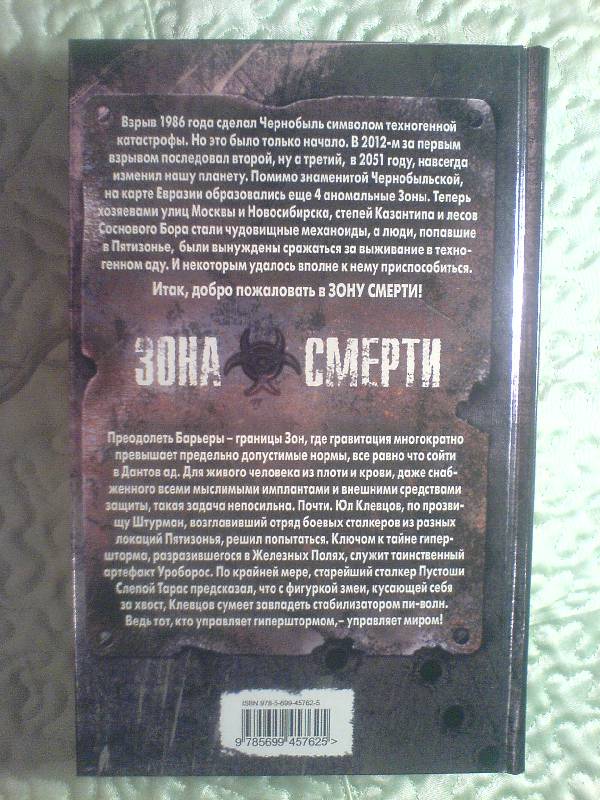 Взрыв 1986 года сделал Чернобыль символом техногенной
катастрофы. Но это было только начало. В 2012-м за первым
взрывом последовал второй, ну а третий, в 2051 году, навсегда
изменил нашу планету. Помимо знаменитой Чернобыльской,
на карте Евразии образовались еще 4 аномальные Зоны. Теперь
хозяевами улиц Москвы и Новосибирска, степей Казантипа и лесов
Соснового Бора стали чудовищные механоиды, а люди, попавшие
в Пятизонье, были вынуждены сражаться за выживание в техно-
генном аду. И некоторым удалось вполне к нему приспособиться.
Итак, добро пожаловать в ЗОНУ СМЕРТИ!
ЗОНА СМЕРТИ
Преодолеть Барьеры – границы Зон, где гравитация многократно
превышает предельно допустимые нормы, все равно что сойти
в Дантов ад. Для живого человека из плоти и крови, даже снаб-
женного всеми мыслимыми имплантами и внешними средствами
защиты, такая задача непосильна. Почти. Юл Клевцов, по прозви-
щу Штурман, возглавивший отряд боевых сталкеров из разных
локаций Пятизонья, решил попытаться. Ключом к тайне гипер-
шторма, разразившегося в Железных Полях, служит таинственный
артефакт Уроборос. По крайней мере, старейший сталкер Пустоши
Слепой Тарас предсказал, что с фигуркой змеи, кусающей себя
за хвост, Клевцов сумеет завладеть стабилизатором пи-волн.
Ведь тот, кто управляет гиперштормом,– управляет миром!
ISBN 978-5-699-45762-5
9 785699 457625 >